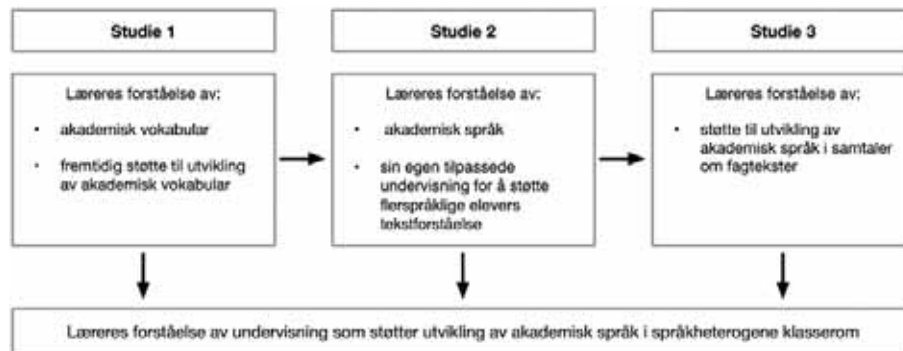 Studie 1
Studie 2
Studie 3
Læreres forståelse av:
• akademisk vokabular
• fremtidig støtte til utvikling
av akademisk vokabular
Læreres forståelse av:
• akademisk språk
• sin egen tilpassede
undervisning for å støtte
flerspråklige elevers
tekstforståelse
Læreres forståelse av:
• støtte til utvikling av
akademisk språk i samtaler
om fagtekster
Læreres forståelse av undervisning som støtter utvikling av akademisk språk i språkheterogene klasserom